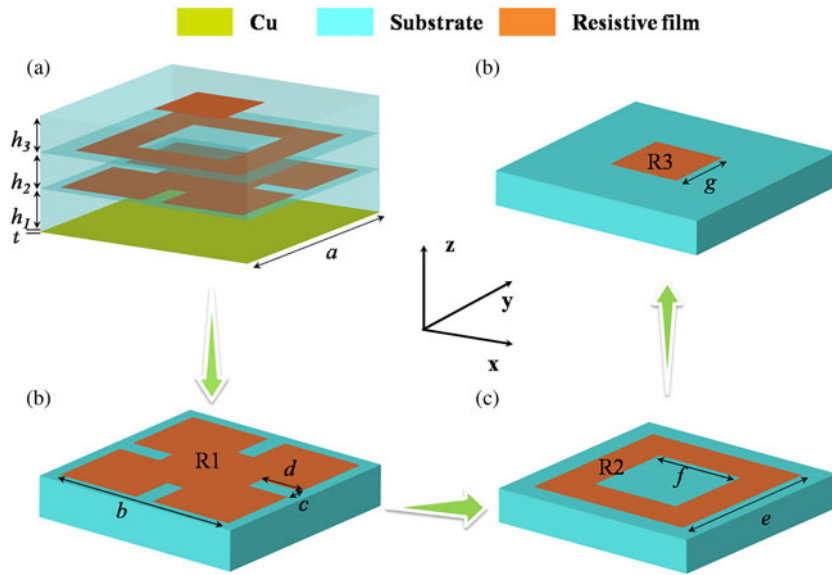 Cu Substrate Resistive film
(a)
h3
h2
h1
t
a
(b)
R3
g
z
y
x
(b)
R1
d
c
b
(c)
R2
f
e